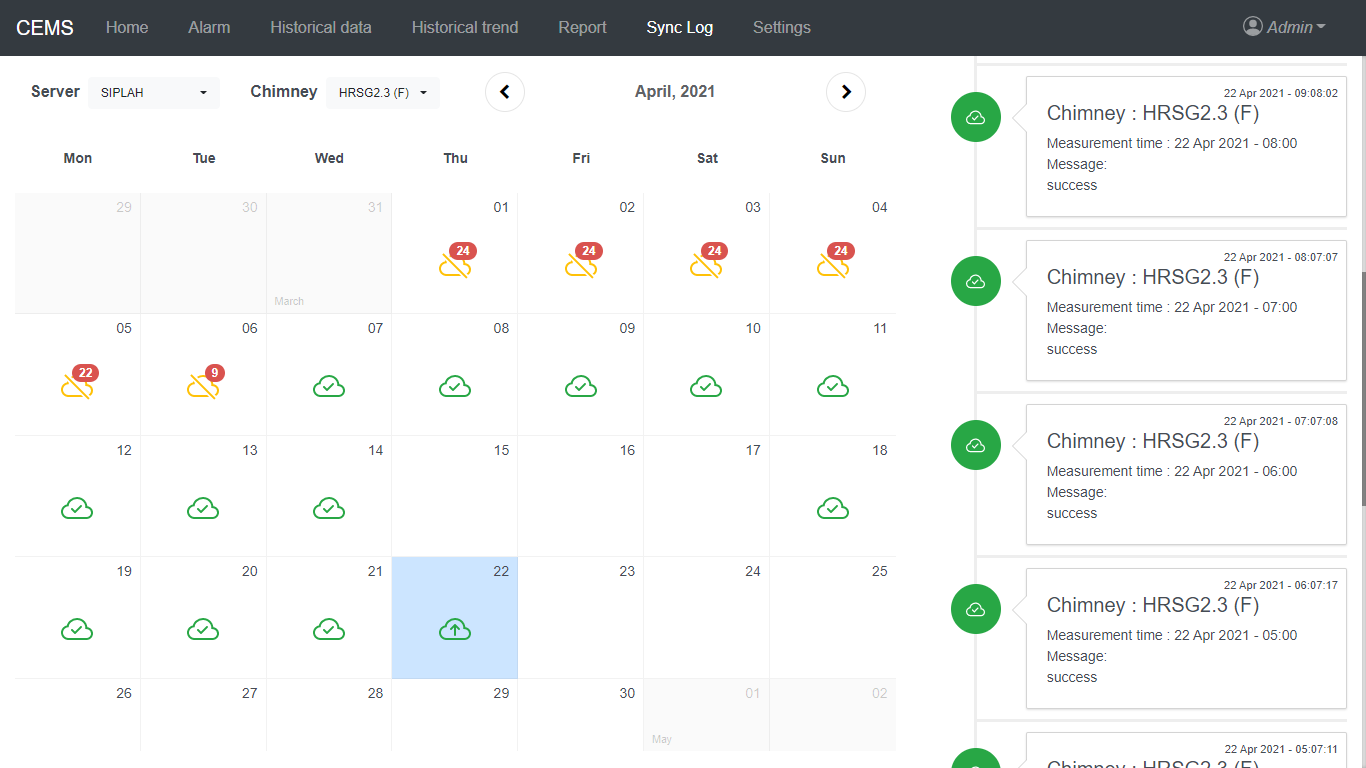 CEMS Home Alarm Historical data Historical trend Report Sync Log Settings Admin
Server SIPLAH Chimney HRSG2.3 (F) April, 2021
Mon Tue Wed Thu Fri Sat Sun
29 30 31 01 02 03 04
24 24 24 24
March
05 06 07 08 09 10 11
22 9
12 13 14 15 16 17 18
19 20 21 22 23 24 25
26 27 28 29 30 01 02
May
22 Apr 2021 - 09:08:02
Chimney : HRSG2.3 (F)
Measurement time : 22 Apr 2021 - 08:00
Message:
success
22 Apr 2021 - 08:07:07
Chimney : HRSG2.3 (F)
Measurement time : 22 Apr 2021 - 07:00
Message:
success
22 Apr 2021 - 07:07:08
Chimney : HRSG2.3 (F)
Measurement time : 22 Apr 2021 - 06:00
Message:
success
22 Apr 2021 - 06:07:17
Chimney : HRSG2.3 (F)
Measurement time : 22 Apr 2021 - 05:00
Message:
success
22 Apr 2021 - 05:07:11
Chimney : HRSG2.3 (F)